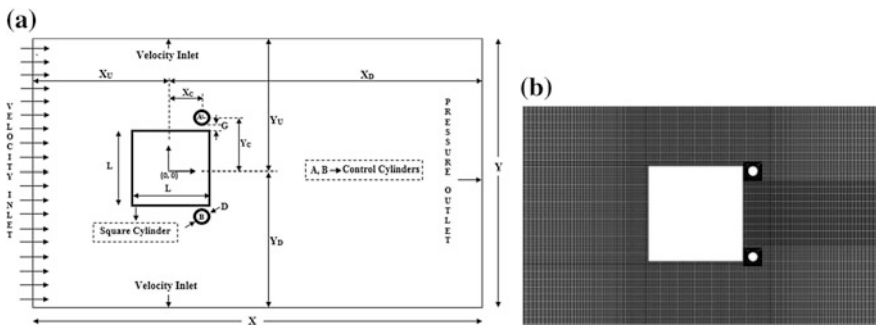 (a)
Velocity Inlet
X_U
X_D
X_C
A
G
Y_C
Y_U
VELOCITY INLET
PRESSURE OUTLET
Y
L
(0, 0)
A, B → Control Cylinders
L
D
B
Square Cylinder
Y_D
Velocity Inlet
X
(b)